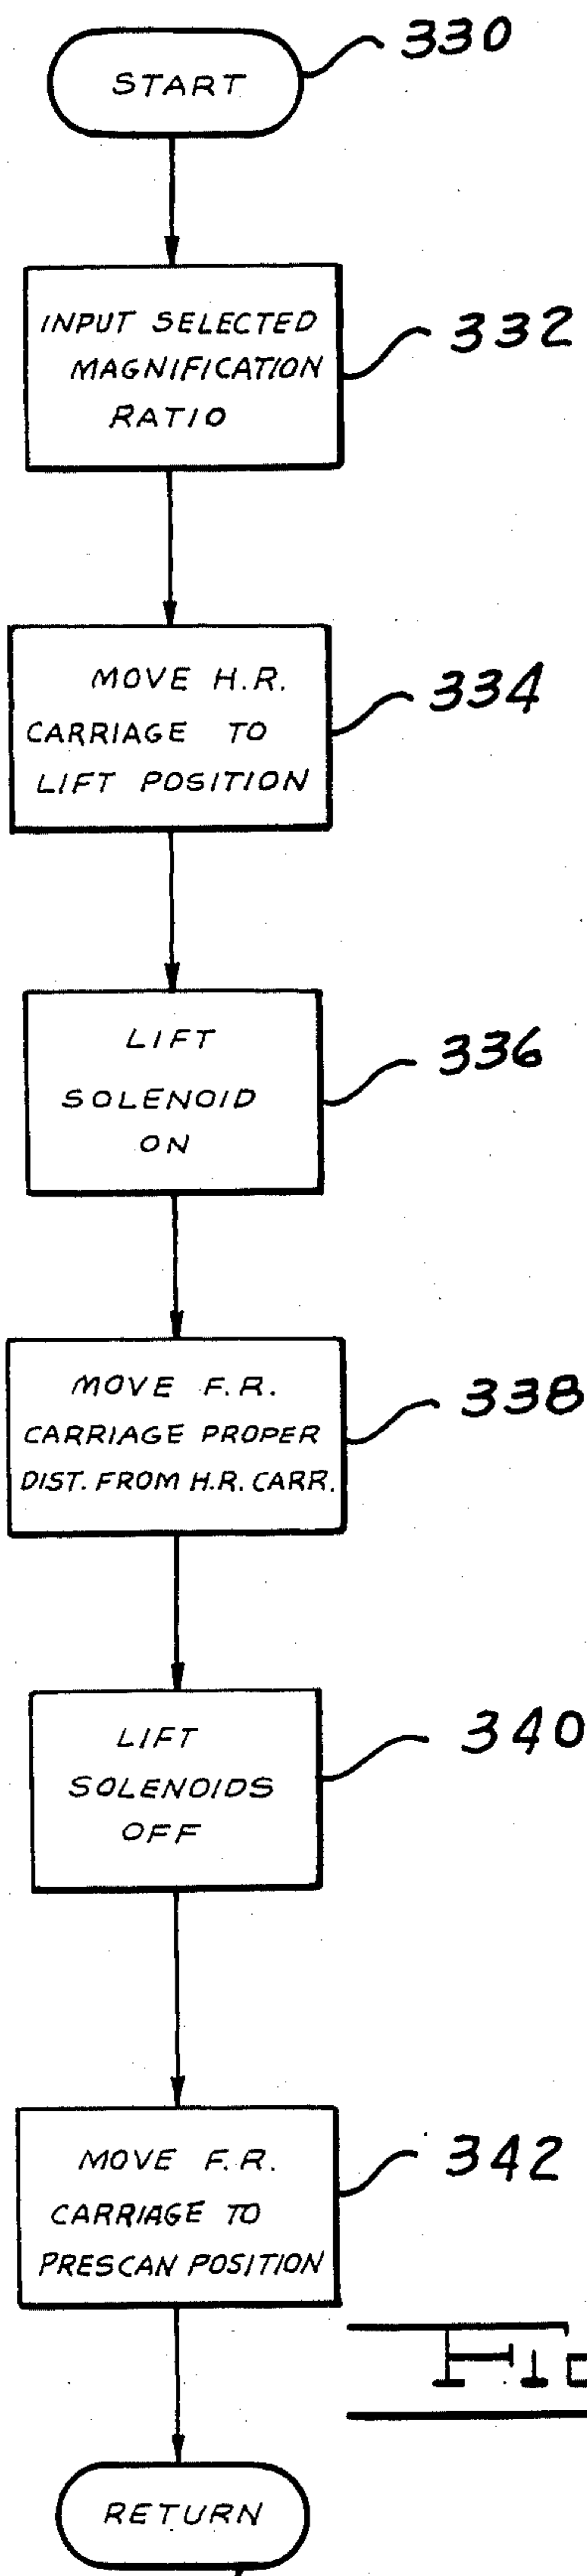 START
330
INPUT SELECTED
MAGNIFICATION
RATIO
332
MOVE H.R.
CARRIAGE TO
LIFT POSITION
334
LIFT
SOLENOID
ON
336
MOVE F.R.
CARRIAGE PROPER
DIST. FROM H.R. CARR.
338
LIFT
SOLENOIDS
OFF
340
MOVE F.R.
CARRIAGE TO
PRESCAN POSITION
342
RETURN